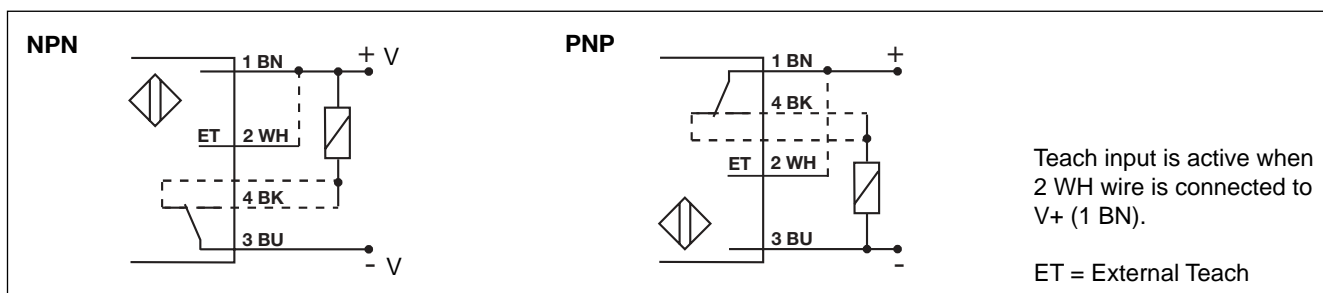 NPN
1 BN
+ V
ET
2 WH
4 BK
3 BU
- V
PNP
1 BN
+
4 BK
ET
2 WH
3 BU
-
Teach input is active when
2 WH wire is connected to
V+ (1 BN).
ET = External Teach